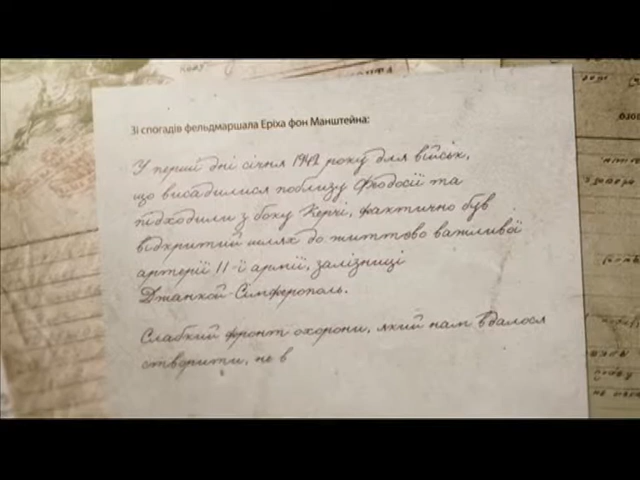 Зі спогадів фельдмаршала Еріха фон Манштейна:
У перші дні січня 1942 року для військ,
що висадилися поблизу Феодосії та
підходили з боку Керчі, фактично був
відкритий шлях до життєво важливої
артерії 11-ї армії, залізниці
Джанкой-Сімферополь.
Слабкий фронт охорони, який нам вдалося
створити, не в